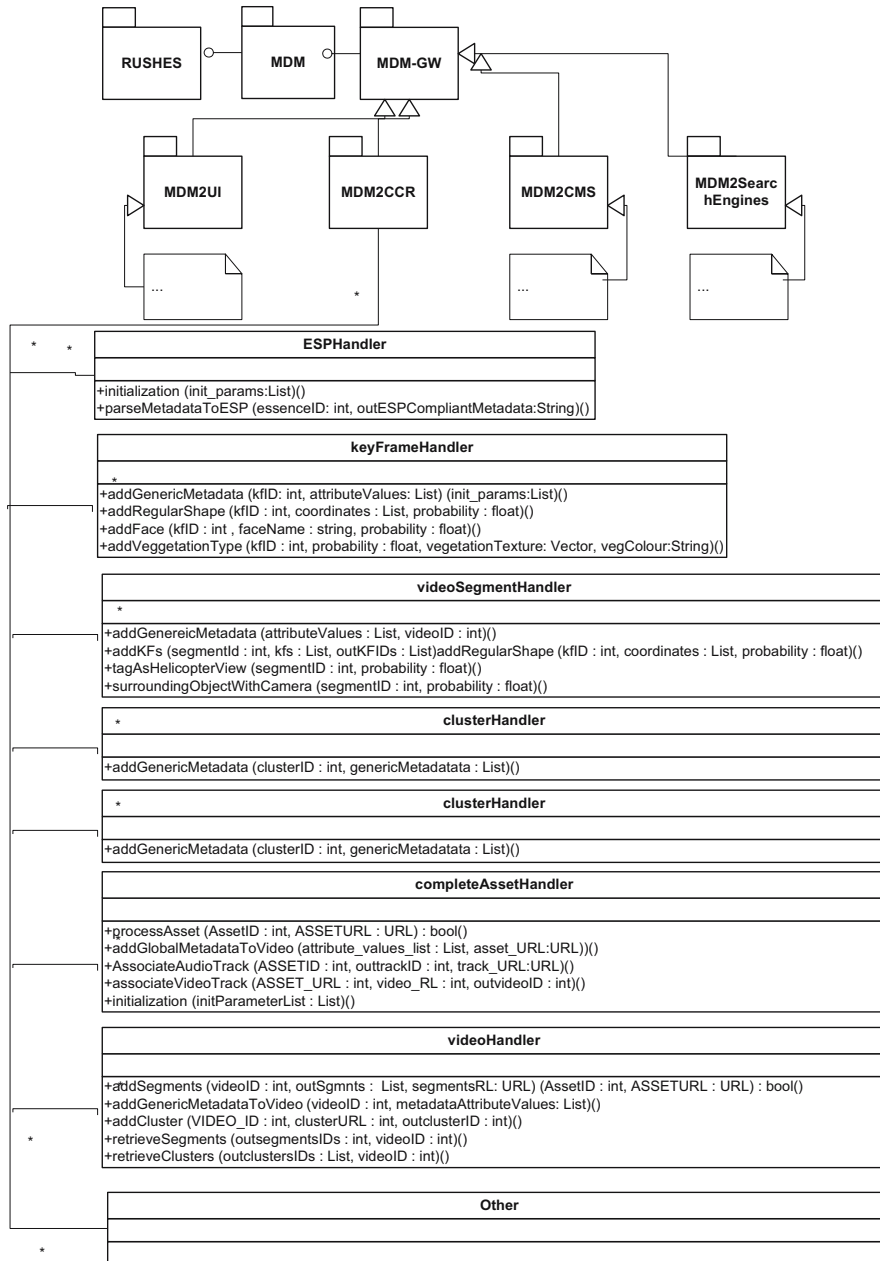 RUSHES
MDM
MDM-GW
MDM2UI
MDM2CCR
MDM2CMS
MDM2Searc
hEngines
...
...
...
*
*
*
ESPHandler
+initialization (init_params:List)()
+parseMetadataToESP (essenceID: int, outESPCompliantMetadata:String)()
keyFrameHandler
*
+addGenericMetadata (kfID: int, attributeValues: List) (init_params:List)()
+addRegularShape (kfID : int, coordinates : List, probability : float)()
+addFace (kfID : int , faceName : string, probability : float)()
+addVeggetationType (kfID : int, probability : float, vegetationTexture: Vector, vegColour:String)()
videoSegmentHandler
*
+addGenereicMetadata (attributeValues : List, videoID : int)()
+addKFs (segmentId : int, kfs : List, outKFIDs : List)addRegularShape (kfID : int, coordinates : List, probability : float)()
+tagAsHelicopterView (segmentID : int, probability : float)()
+surroundingObjectWithCamera (segmentID : int, probability : float)()
clusterHandler
*
+addGenericMetadata (clusterID : int, genericMetadatata : List)()
clusterHandler
*
+addGenericMetadata (clusterID : int, genericMetadatata : List)()
completeAssetHandler
+processAsset (AssetID : int, ASSETURL : URL) : bool()
*
+addGlobalMetadataToVideo (attribute_values_list : List, asset_URL:URL))()
+AssociateAudioTrack (ASSETID : int, outtrackID : int, track_URL:URL)()
+associateVideoTrack (ASSET_URL : int, video_RL : int, outvideoID : int)()
+initialization (initParameterList : List)()
videoHandler
*
+addSegments (videoID : int, outSgmnts : List, segmentsRL: URL) (AssetID : int, ASSETURL : URL) : bool()
+addGenericMetadataToVideo (videoID : int, metadataAttributeValues: List)()
+addCluster (VIDEO_ID : int, clusterURL : int, outclusterID : int)()
+retrieveSegments (outsegmentsIDs : int, videoID : int)()
+retrieveClusters (outclustersIDs : List, videoID : int)()
*
Other
*